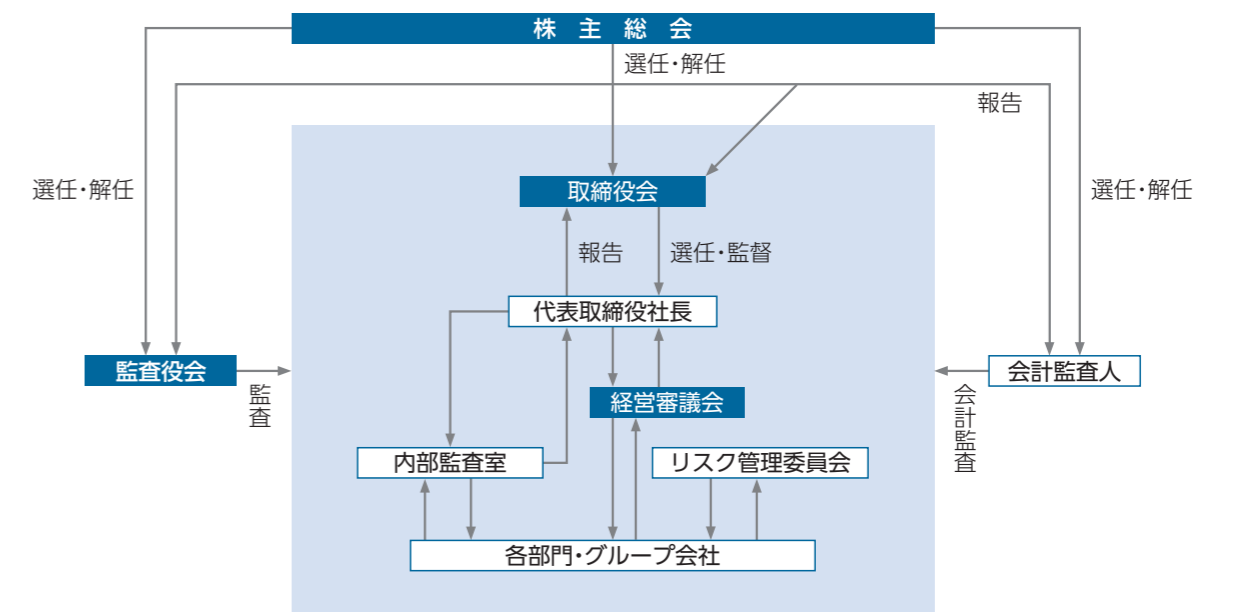 株主総会
選任・解任
報告
選任・解任
選任・解任
取締役会
報告
選任・監督
代表取締役社長
監査役会
会計監査人
監査
経営審議会
会計監査
内部監査室
リスク管理委員会
各部門・グループ会社